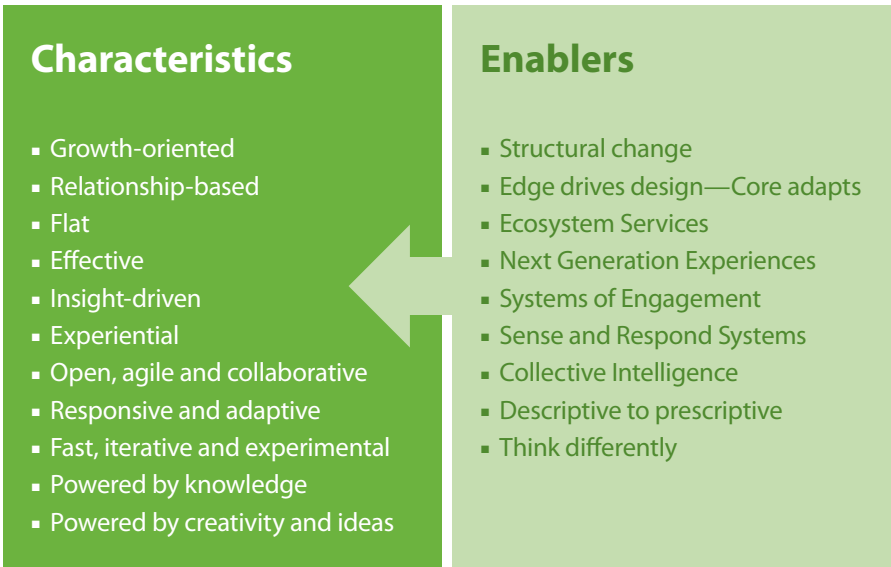 Characteristics
▪ Growth-oriented
▪ Relationship-based
▪ Flat
▪ Effective
▪ Insight-driven
▪ Experiential
▪ Open, agile and collaborative
▪ Responsive and adaptive
▪ Fast, iterative and experimental
▪ Powered by knowledge
▪ Powered by creativity and ideas
Enablers
▪ Structural change
▪ Edge drives design—Core adapts
▪ Ecosystem Services
▪ Next Generation Experiences
▪ Systems of Engagement
▪ Sense and Respond Systems
▪ Collective Intelligence
▪ Descriptive to prescriptive
▪ Think differently